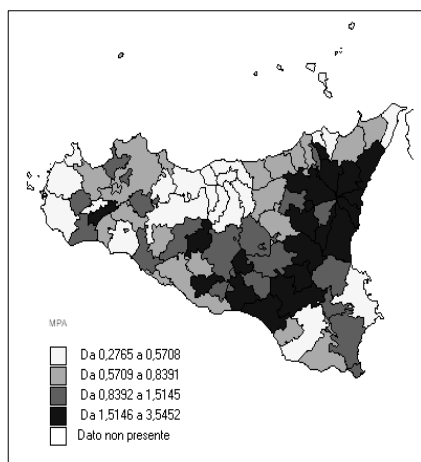 MPA
Da 0,2765 a 0,5708
Da 0,5709 a 0,8391
Da 0,8392 a 1,5145
Da 1,5146 a 3,5452
Dato non presente